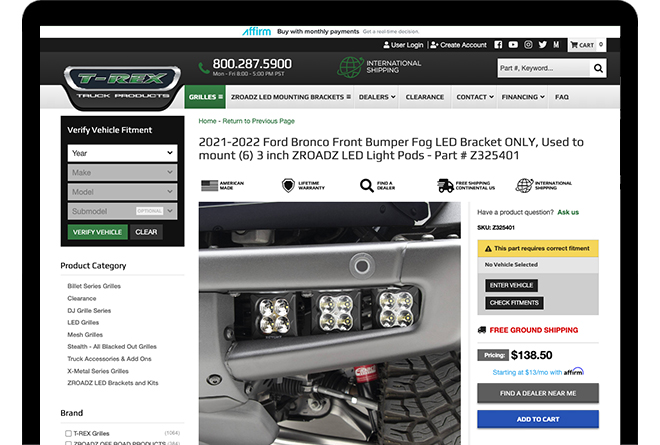 affirm Buy with monthly payments Get a real-time decision.
User Login | Create Account CART 0
T-REX
TRUCK PRODUCTS
800.287.5900
Mon - Fri 8:00 - 5:00 PM PST
INTERNATIONAL
SHIPPING
Part #, Keyword...
GRILLES ZROADZ LED MOUNTING BRACKETS DEALERS CLEARANCE CONTACT FINANCING FAQ
Verify Vehicle Fitment
Year
Make
Model
Submodel OPTIONAL
VERIFY VEHICLE CLEAR
Product Category
Billet Series Grilles
Clearance
DJ Grille Series
LED Grilles
Mesh Grilles
Stealth - All Blacked Out Grilles
Truck Accessories & Add Ons
X-Metal Series Grilles
ZROADZ LED Brackets and Kits
Brand
T-REX Grilles (1064)
ZROADZ OFF ROAD PRODUCTS
Home - Return to Previous Page
2021-2022 Ford Bronco Front Bumper Fog LED Bracket ONLY, Used to
mount (6) 3 inch ZROADZ LED Light Pods - Part # Z325401
AMERICAN
MADE
LIFETIME
WARRANTY
FIND A
DEALER
FREE SHIPPING
CONTINENTAL US
INTERNATIONAL
SHIPPING
Have a product question? Ask us
SKU: Z325401
This part requires correct fitment
No Vehicle Selected
ENTER VEHICLE
CHECK FITMENTS
FREE GROUND SHIPPING
Pricing: $138.50
Starting at $13/mo with affirm
FIND A DEALER NEAR ME
ADD TO CART